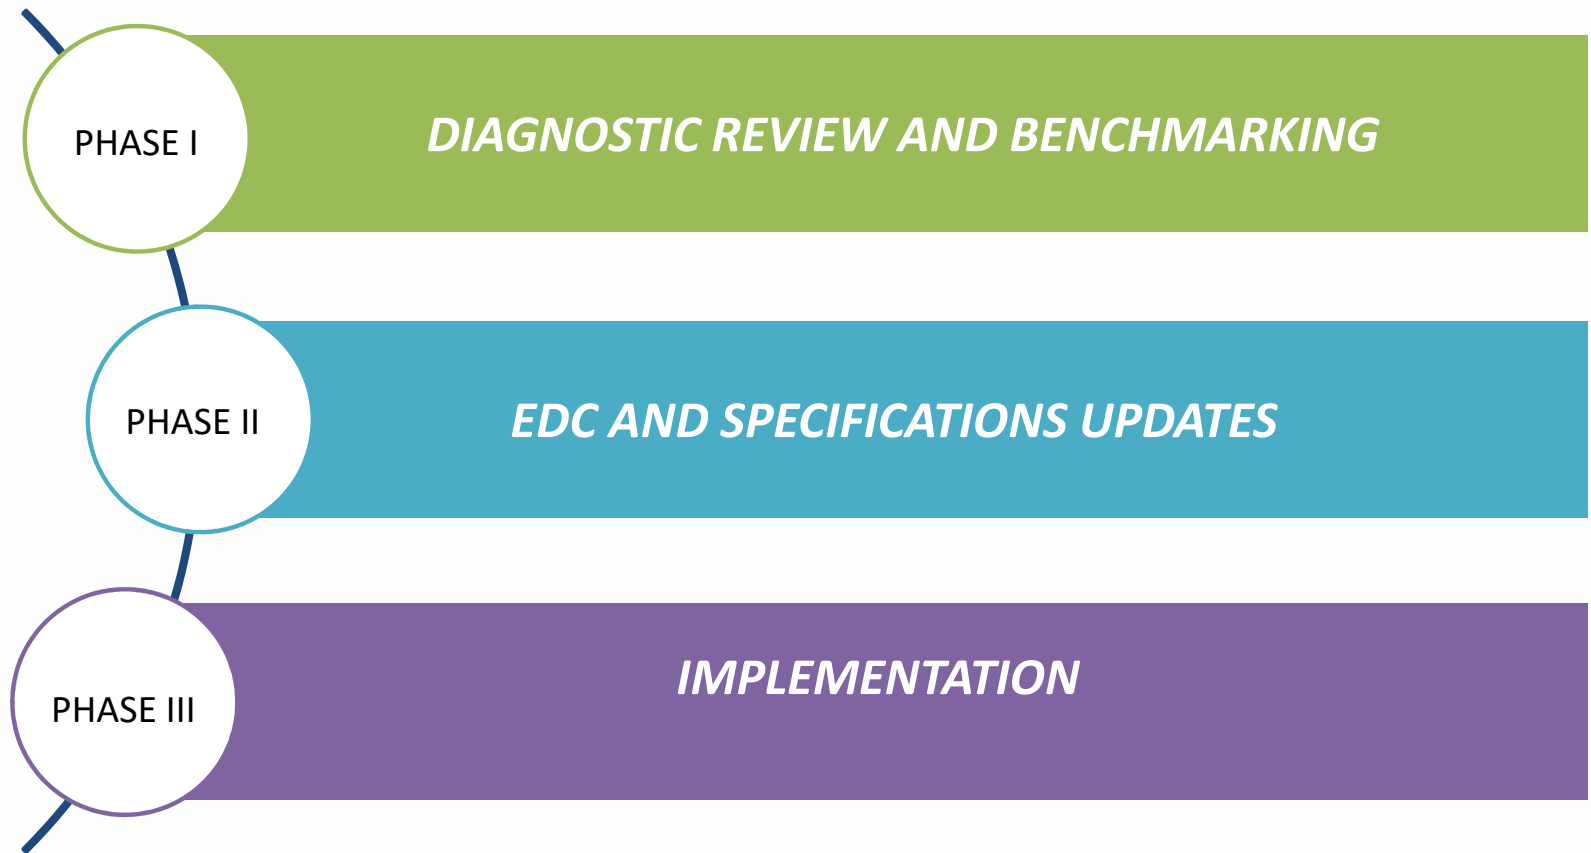 PHASE I
DIAGNOSTIC REVIEW AND BENCHMARKING
PHASE II
EDC AND SPECIFICATIONS UPDATES
PHASE III
IMPLEMENTATION